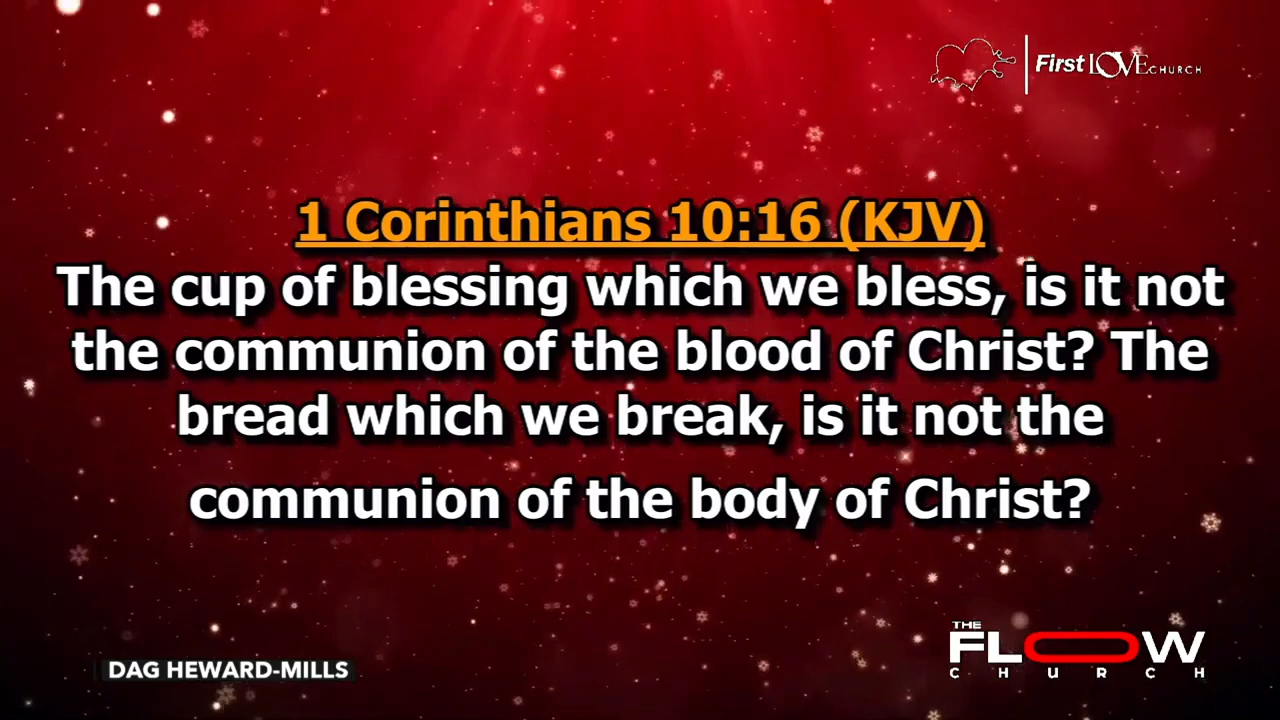 First LOVE CHURCH
1 Corinthians 10:16 (KJV)
The cup of blessing which we bless, is it not
the communion of the blood of Christ? The
bread which we break, is it not the
communion of the body of Christ?
DAG HEWARD-MILLS
THE
FLOW
CHURCH